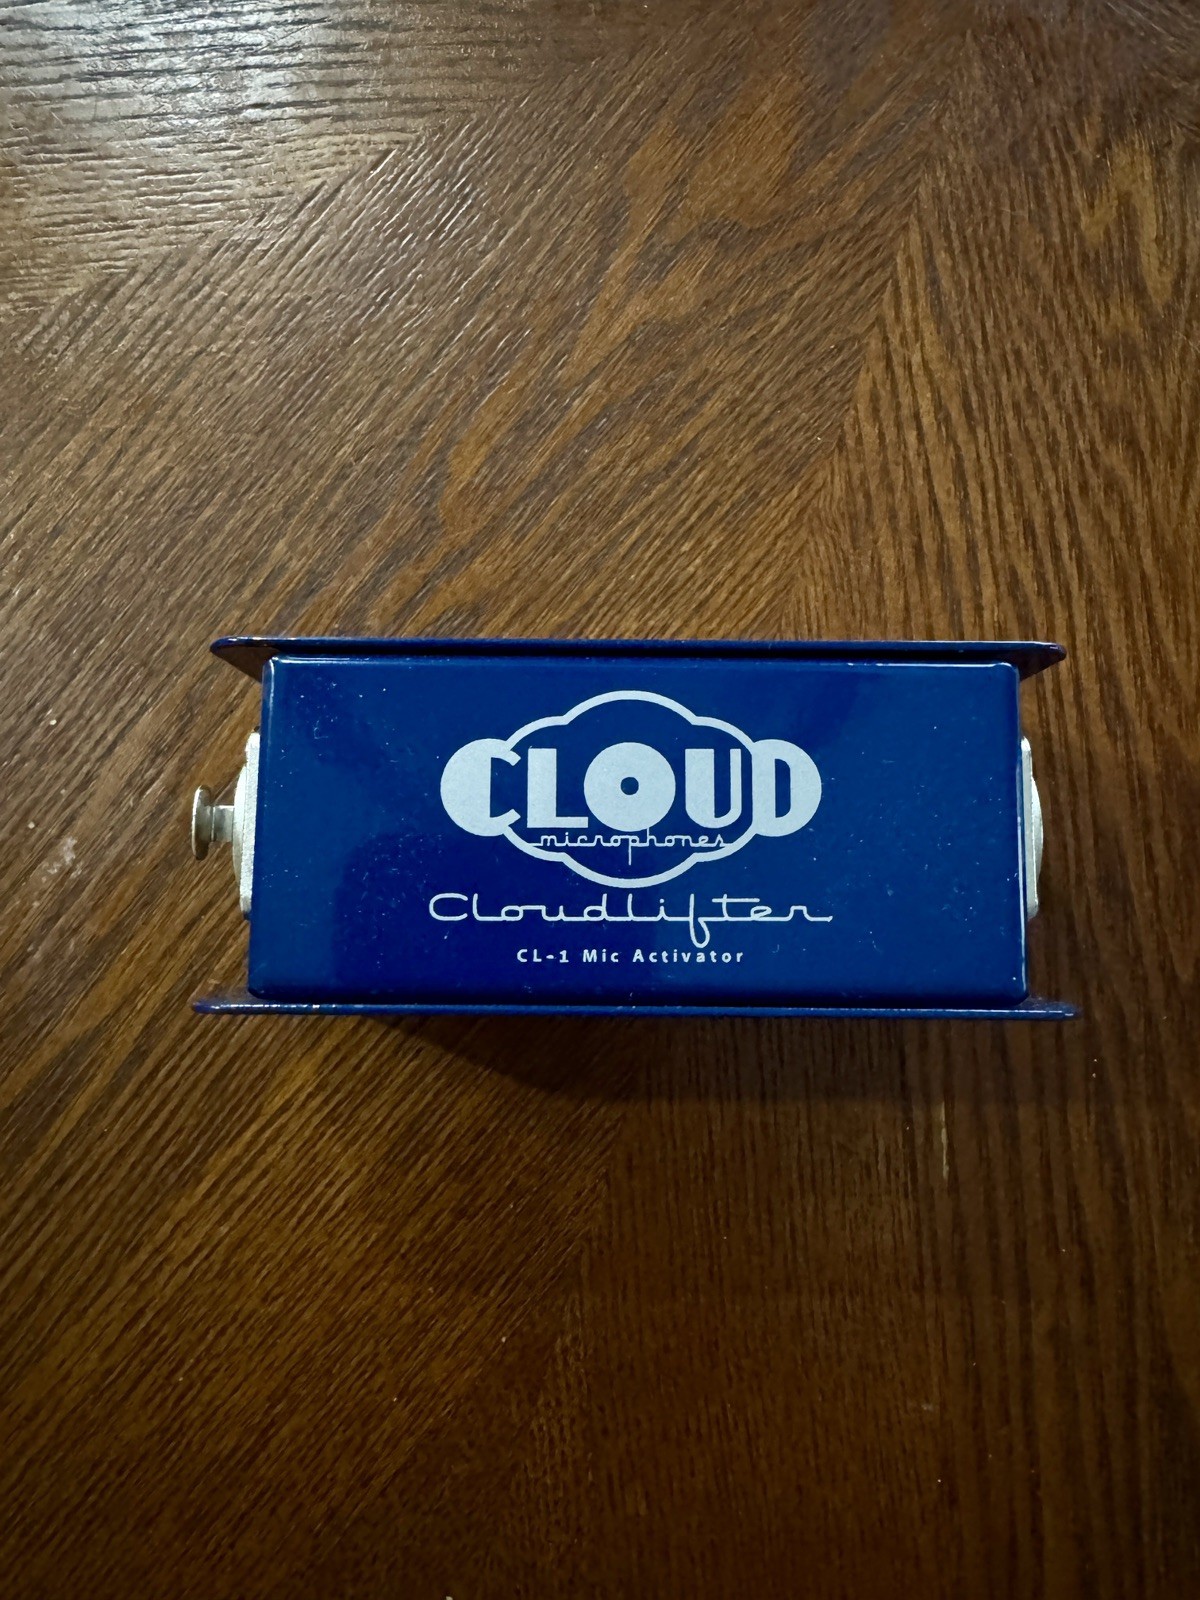 CLOUD
microphones
Cloudlifter
CL-1 Mic Activator